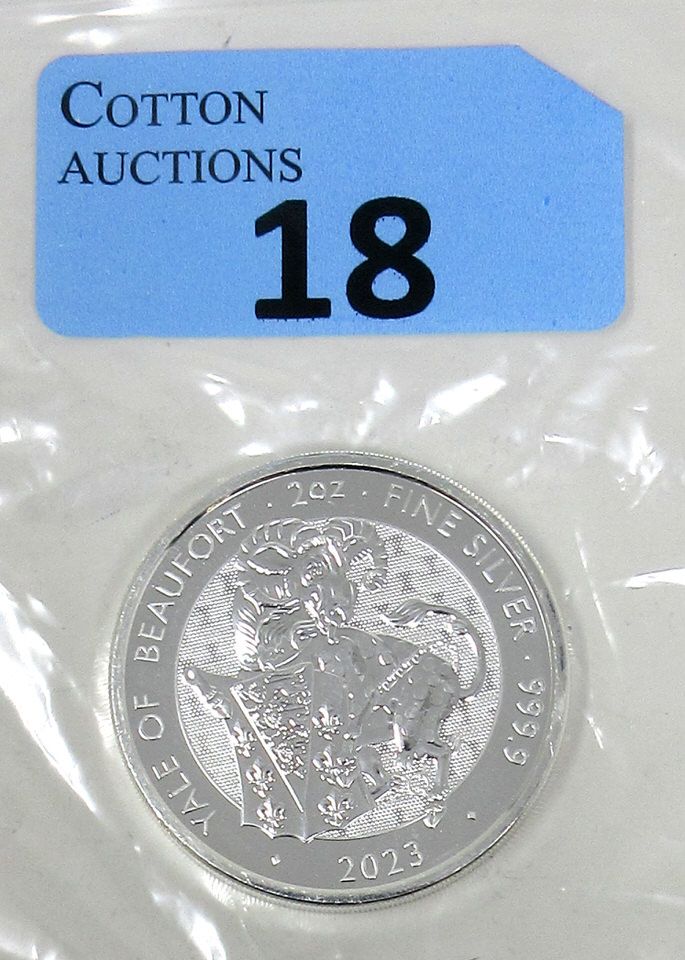 COTTON
AUCTIONS
18
YALE OF BEAUFORT · 2OZ · FINE SILVER · 999.9
· 2023 ·